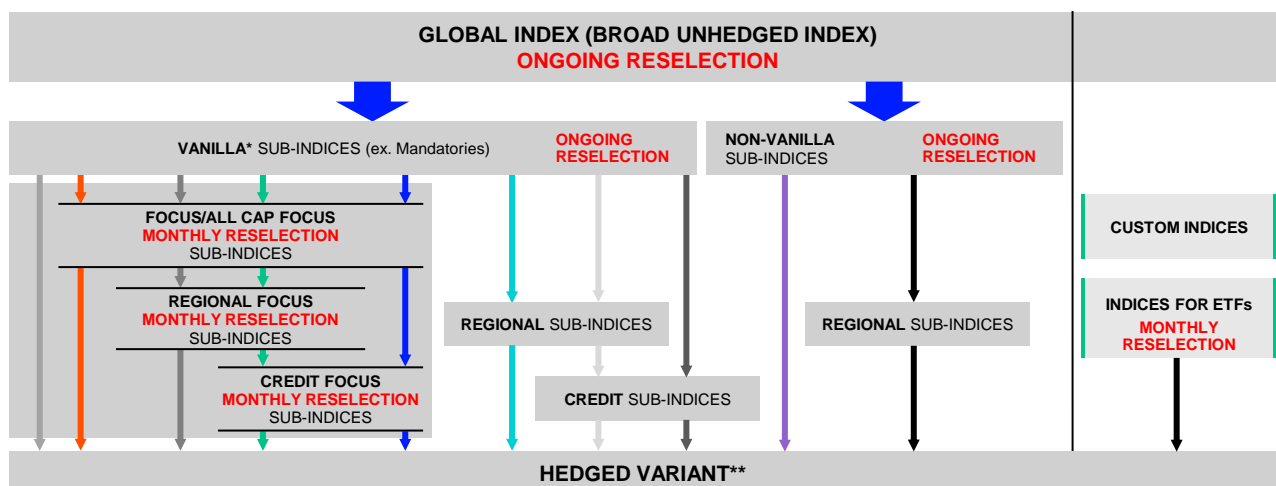 GLOBAL INDEX (BROAD UNHEDGED INDEX)
ONGOING RESELECTION
VANILLA* SUB-INDICES (ex. Mandatories)
ONGOING
RESELECTION
NON-VANILLA
SUB-INDICES
ONGOING
RESELECTION
FOCUS/ALL CAP FOCUS
MONTHLY RESELECTION
SUB-INDICES
REGIONAL FOCUS
MONTHLY RESELECTION
SUB-INDICES
CREDIT FOCUS
MONTHLY RESELECTION
SUB-INDICES
REGIONAL SUB-INDICES
CREDIT SUB-INDICES
REGIONAL SUB-INDICES
CUSTOM INDICES
INDICES FOR ETFs
MONTHLY
RESELECTION
HEDGED VARIANT**